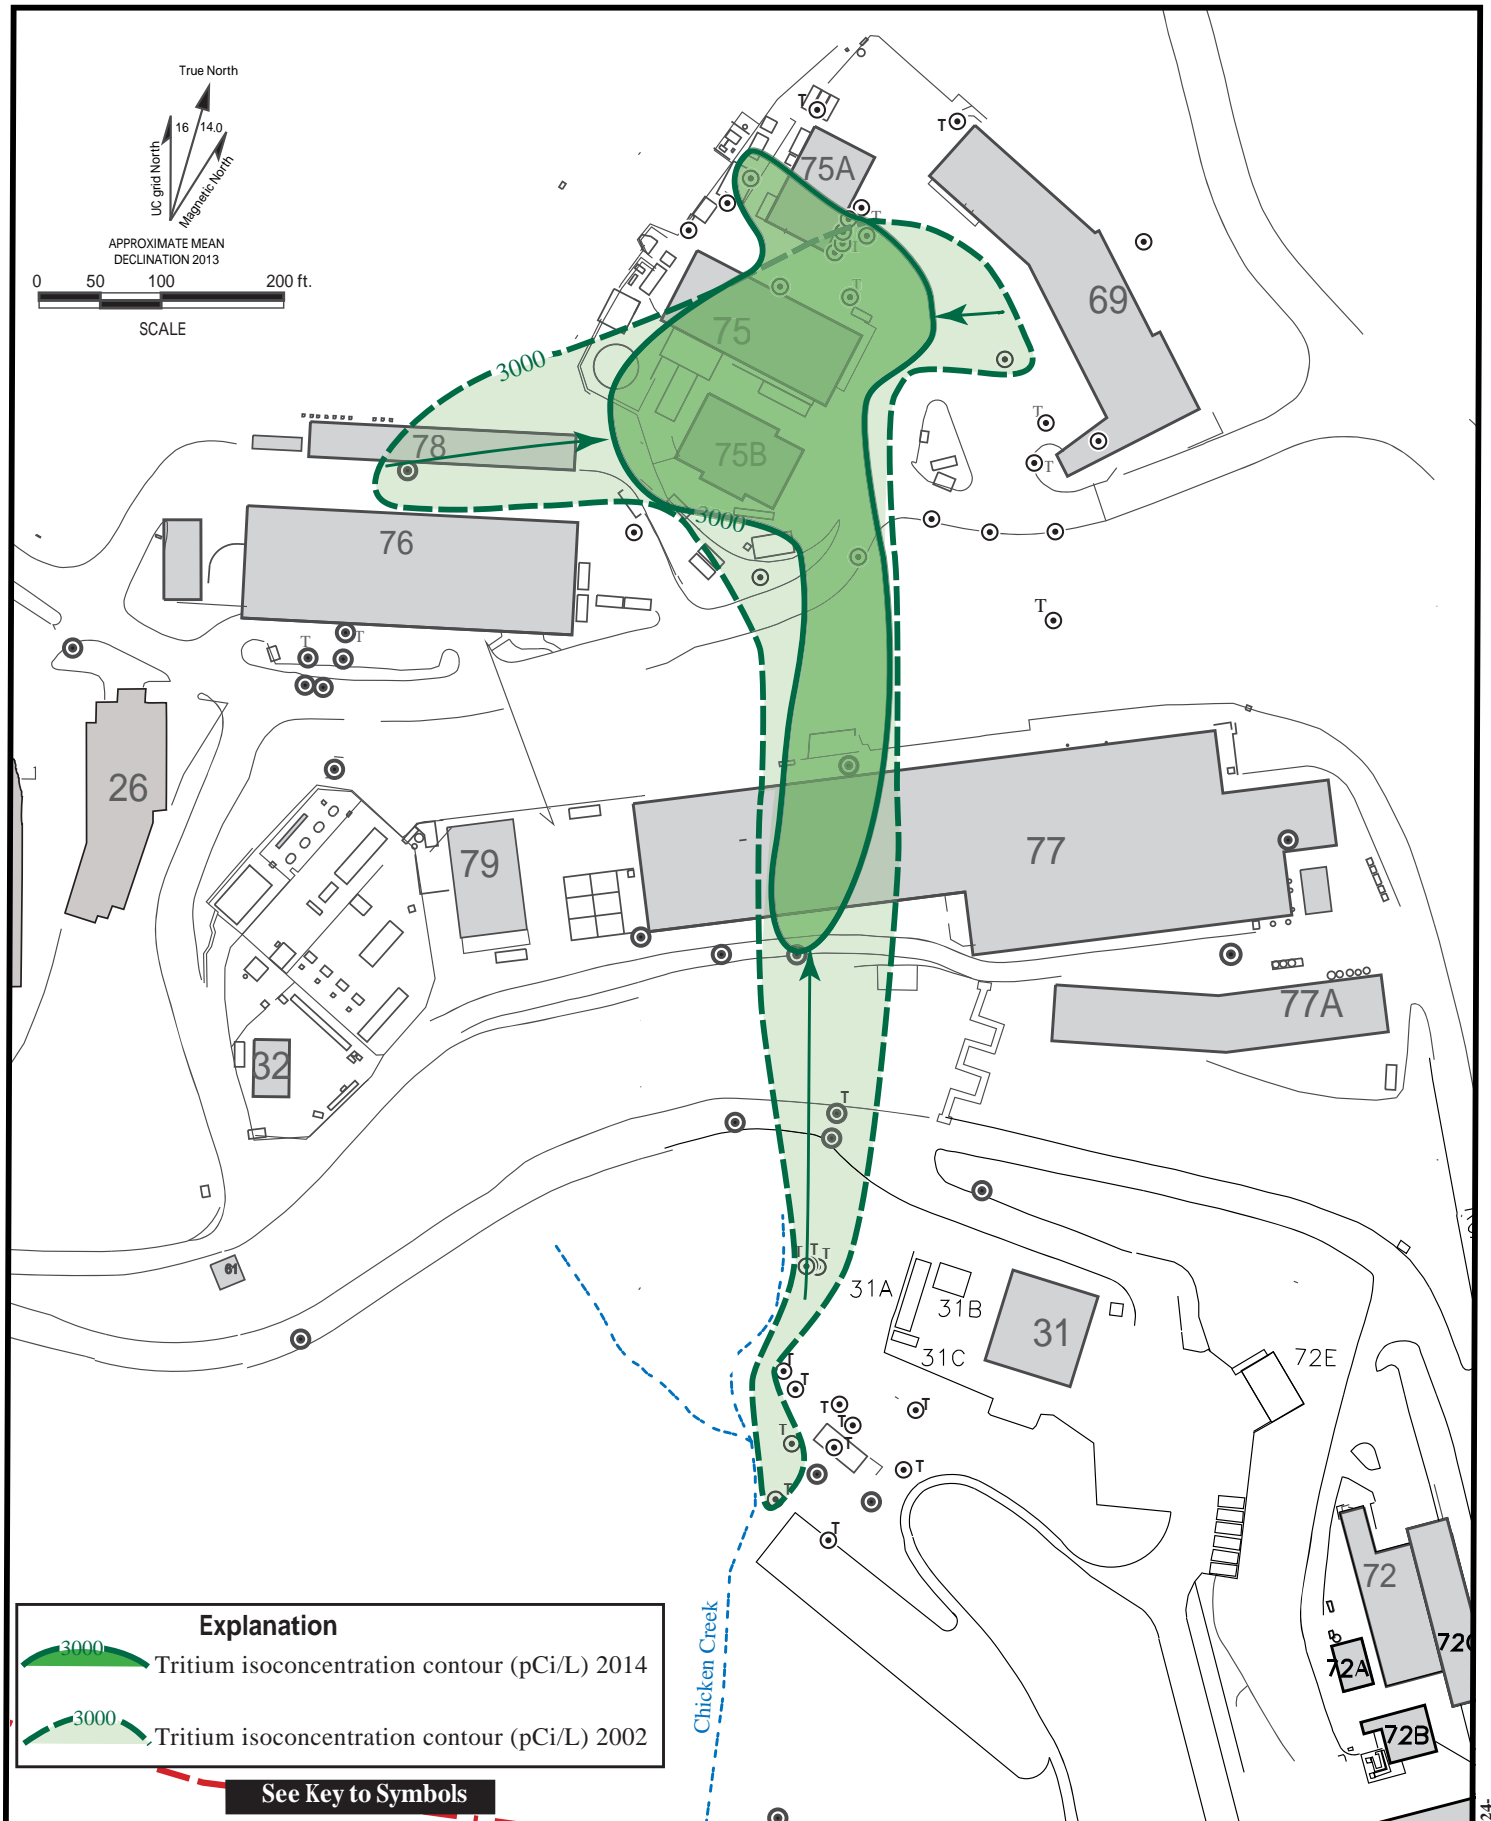 True North
16
14.0
UC grid North
Magnetic North
APPROXIMATE MEAN
DECLINATION 2013
0 50 100 200 ft.
SCALE
T
75A
T
T
T
T
75
69
3000
78
T
T
75B
3000
76
T
T
T
26
79
77
77A
32
T
61
T T T
31A
31B
31
31C
72E
T
T
T
T
T
T
T
T
T
T
72
72A
72B
Chicken Creek
Explanation
3000
Tritium isoconcentration contour (pCi/L) 2014
3000
Tritium isoconcentration contour (pCi/L) 2002
See Key to Symbols
24-